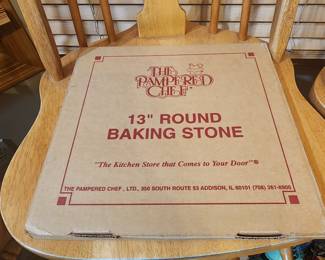 THE
PAMPERED
CHEF
13" ROUND
BAKING STONE
"The Kitchen Store that Comes to Your Door"®
THE PAMPERED CHEF, LTD., 350 SOUTH ROUTE 53 ADDISON, IL 60101 (708) 261-8900